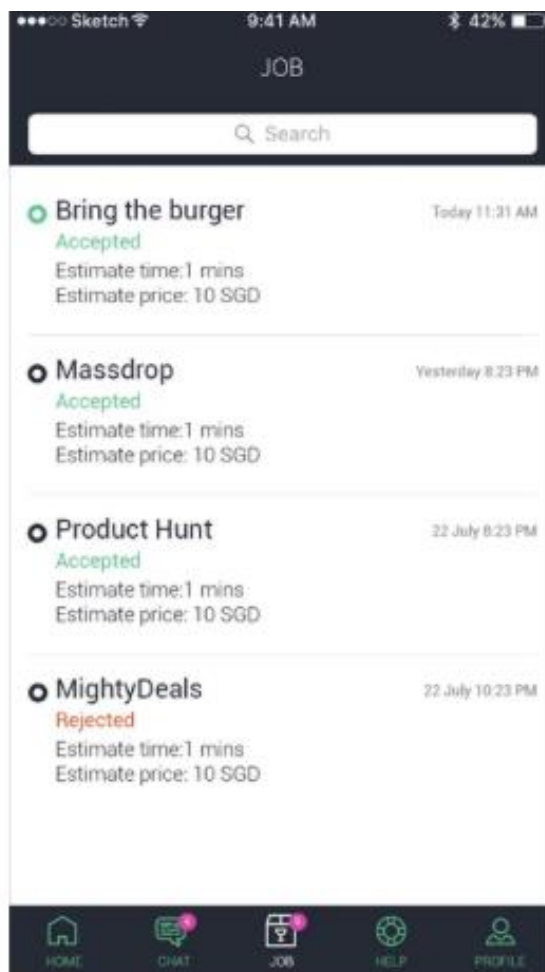 Sketch 9:41 AM 42%
JOB
Search
Bring the burger Today 11:31 AM
Accepted
Estimate time:1 mins
Estimate price: 10 SGD
Massdrop Yesterday 8:23 PM
Accepted
Estimate time:1 mins
Estimate price: 10 SGD
Product Hunt 22 July 8:23 PM
Accepted
Estimate time:1 mins
Estimate price: 10 SGD
MightyDeals 22 July 10:23 PM
Rejected
Estimate time:1 mins
Estimate price: 10 SGD
HOME CHAT JOB HELP PROFILE